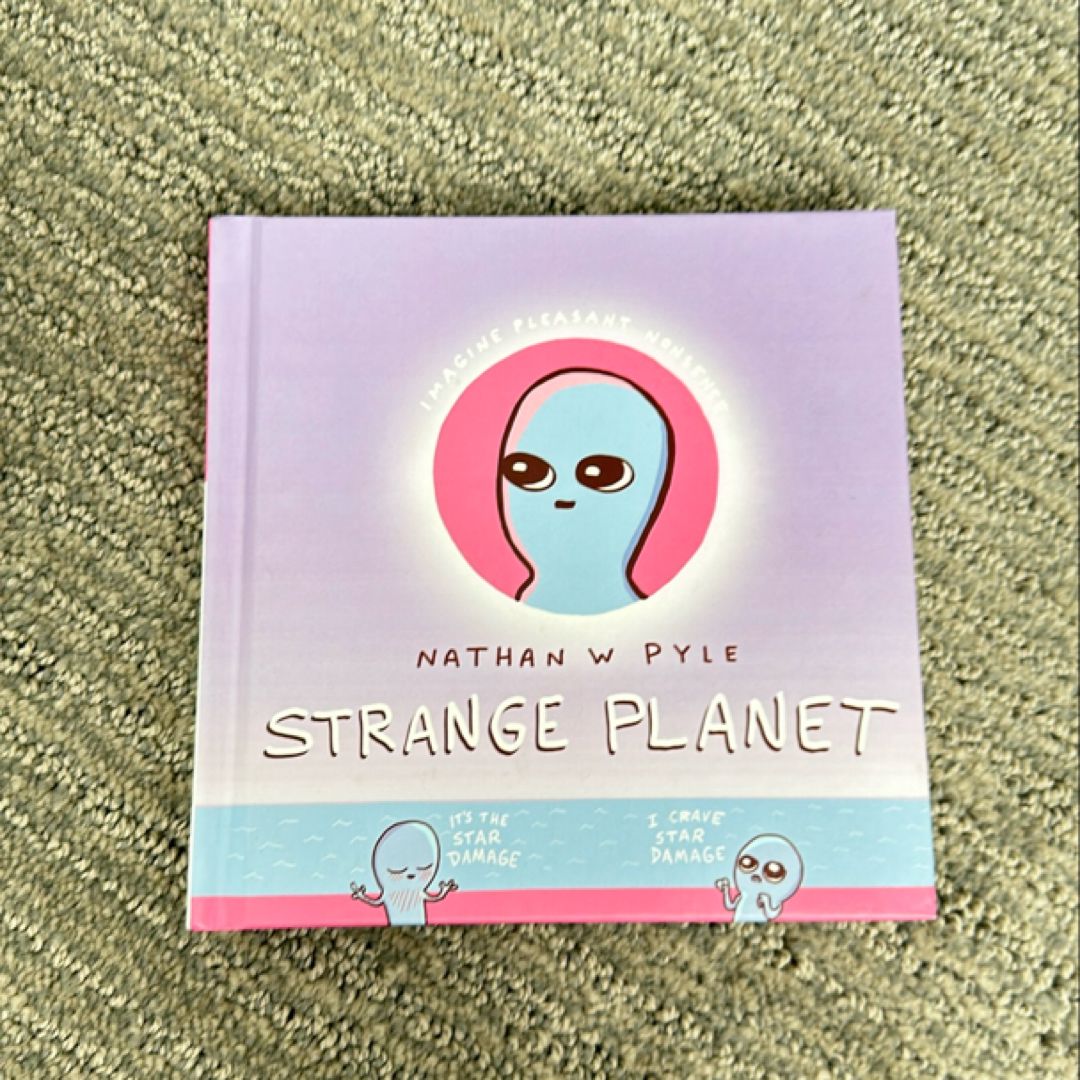 IMAGINE PLEASANT NONSENSE
NATHAN W PYLE
STRANGE PLANET
IT'S THE
STAR
DAMAGE
I CRAVE
STAR
DAMAGE